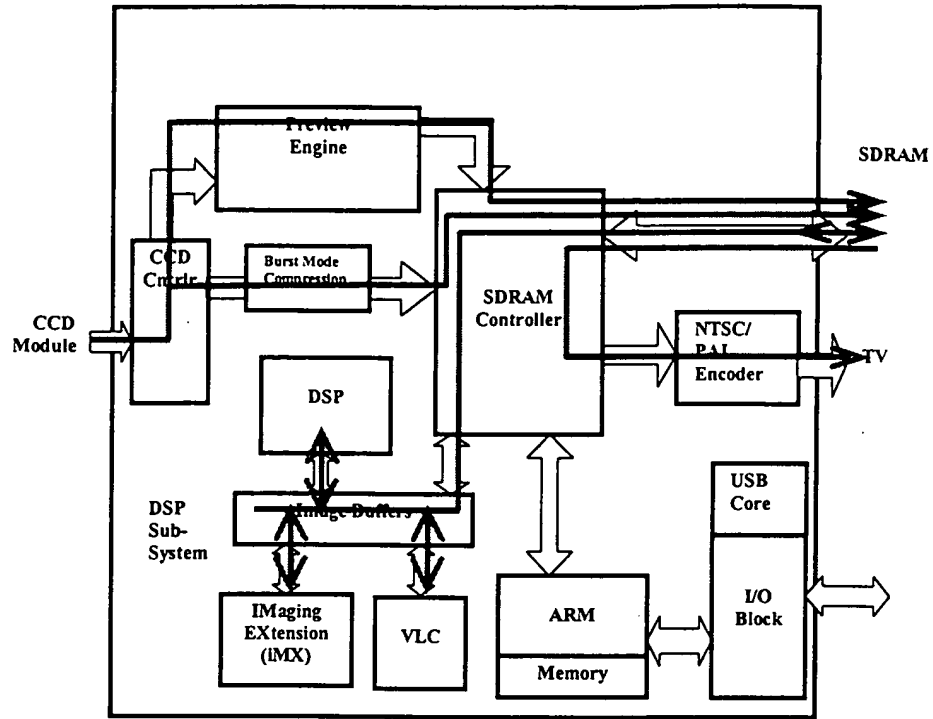 Preview
Engine
SDRAM
CCD
Cntrlr
Burst Mode
Compression
SDRAM
Controller
CCD
Module
NTSC/
PAL
Encoder
TV
DSP
USB
Core
DSP
Sub-
System
Image Buffers
IMaging
EXtension
(iMX)
VLC
ARM
I/O
Block
Memory